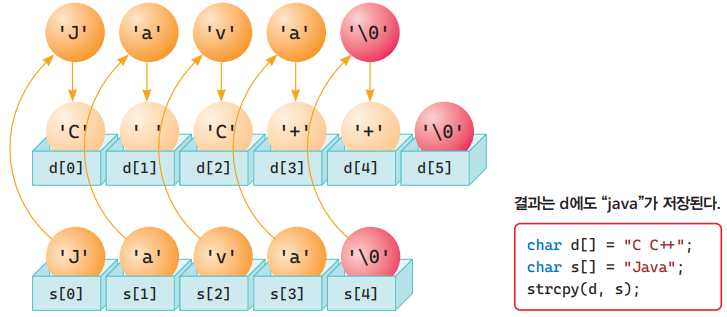 'J' 'a' 'v' 'a' '\0'
'C' ' ' 'C' '+' '+' '\0'
d[0] d[1] d[2] d[3] d[4] d[5]
'J' 'a' 'v' 'a' '\0'
s[0] s[1] s[2] s[3] s[4]
결과는 d에도 “java”가 저장된다.
char d[] = "C C++";
char s[] = "Java";
strcpy(d, s);